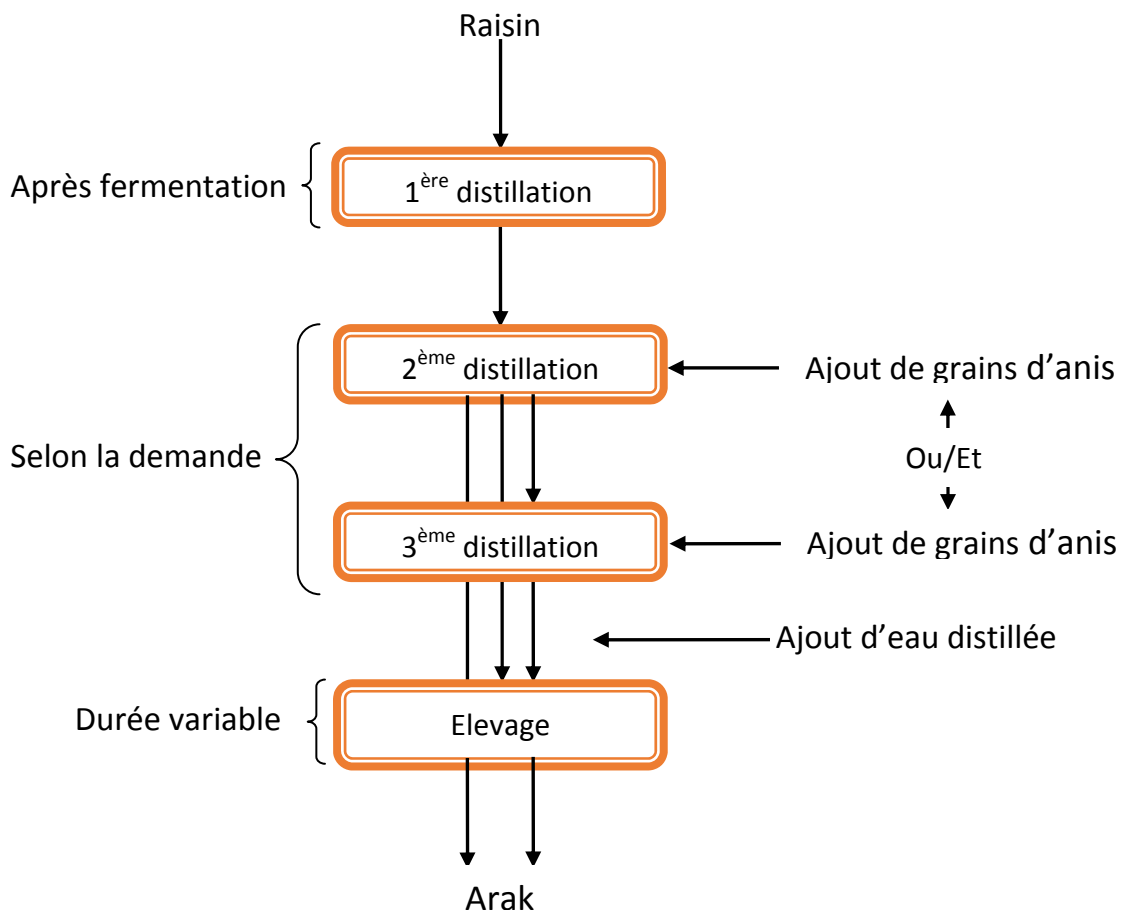 Raisin
Après fermentation
1ère distillation
2ème distillation
Ajout de grains d’anis
Selon la demande
Ou/Et
3ème distillation
Ajout de grains d’anis
Ajout d’eau distillée
Durée variable
Elevage
Arak